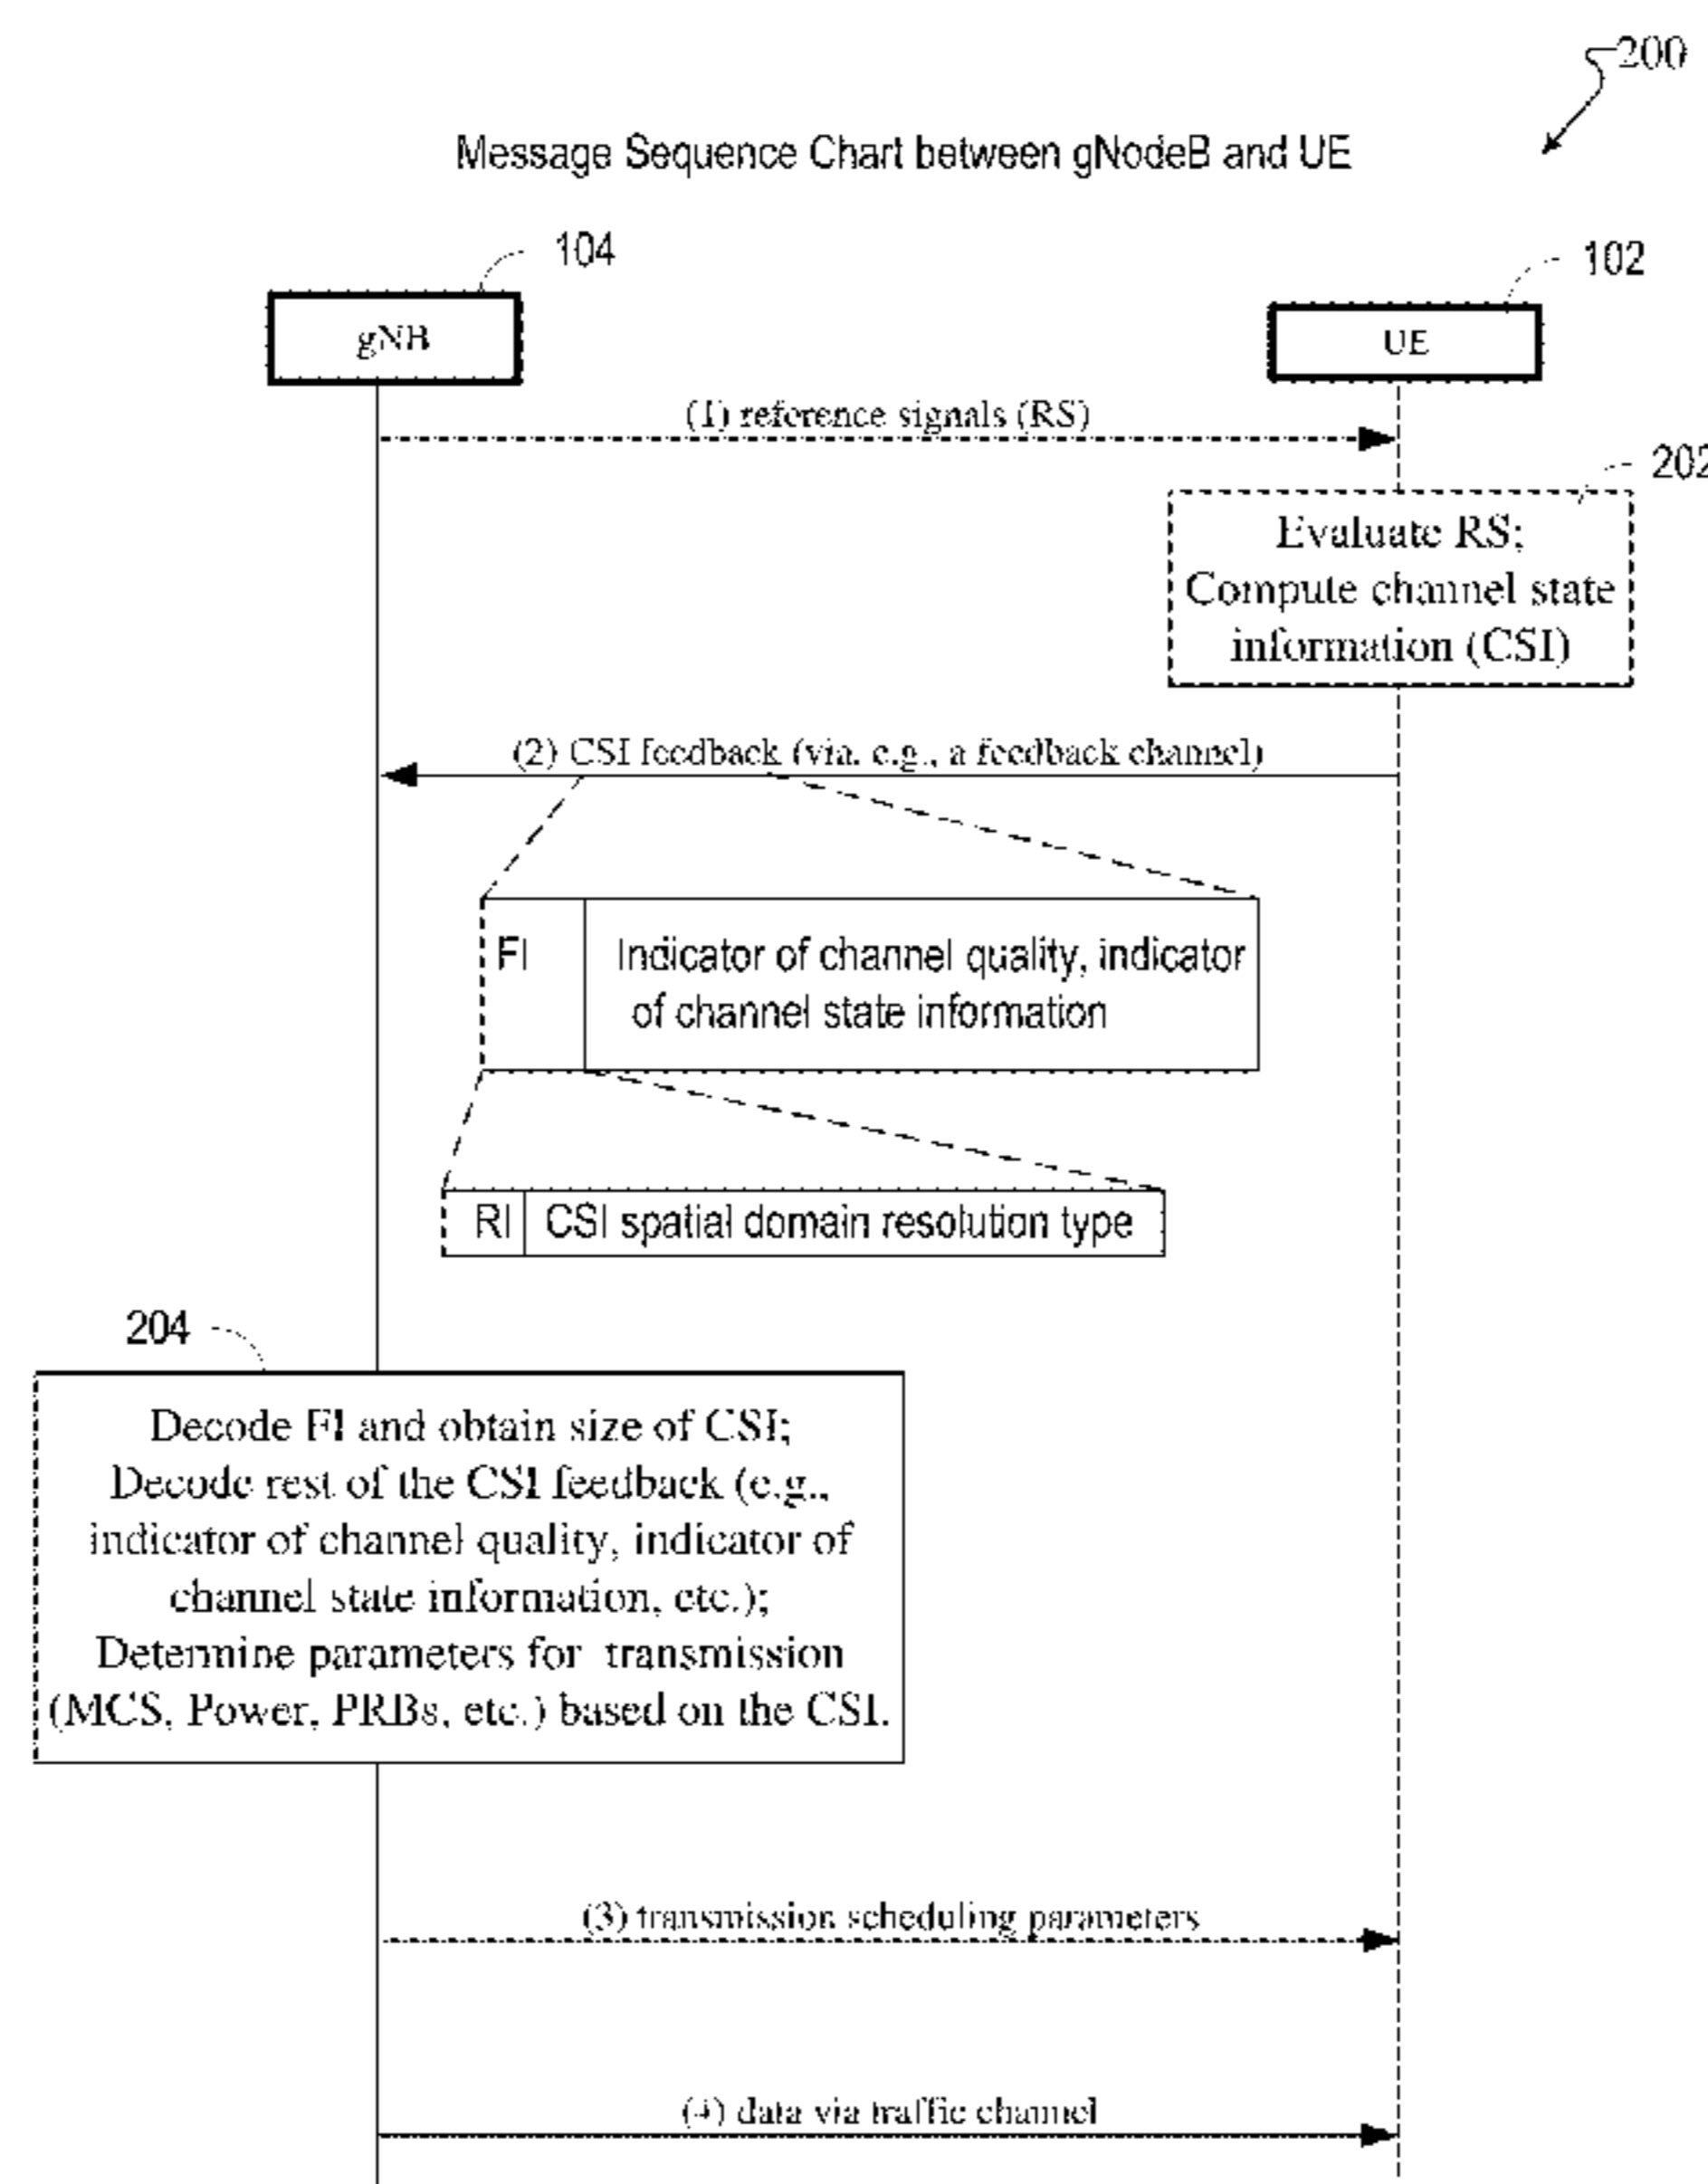 200
Message Sequence Chart between gNodeB and UE
104
102
gNB
UE
(1) reference signals (RS)
202
Evaluate RS;
Compute channel state
information (CSI)
(2) CSI feedback (via, e.g., a feedback channel)
FI
Indicator of channel quality, indicator
of channel state information
RI
CSI spatial domain resolution type
204
Decode FI and obtain size of CSI;
Decode rest of the CSI feedback (e.g.,
indicator of channel quality, indicator of
channel state information, etc.);
Determine parameters for transmission
(MCS, Power, PRBs, etc.) based on the CSI.
(3) transmission scheduling parameters
(4) data via traffic channel